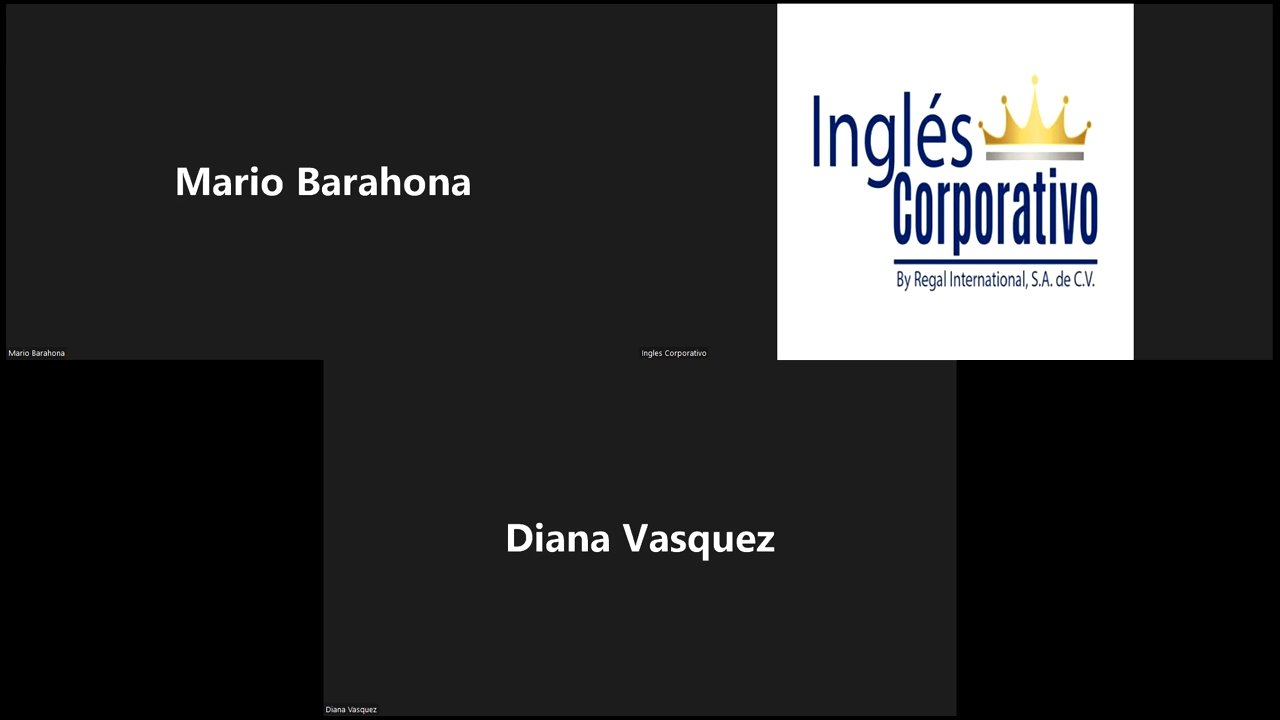 Mario Barahona
Inglés
Corporativo
By Regal International, S.A. de C.V.
Mario Barahona
Ingles Corporativo
Diana Vasquez
Diana Vasquez